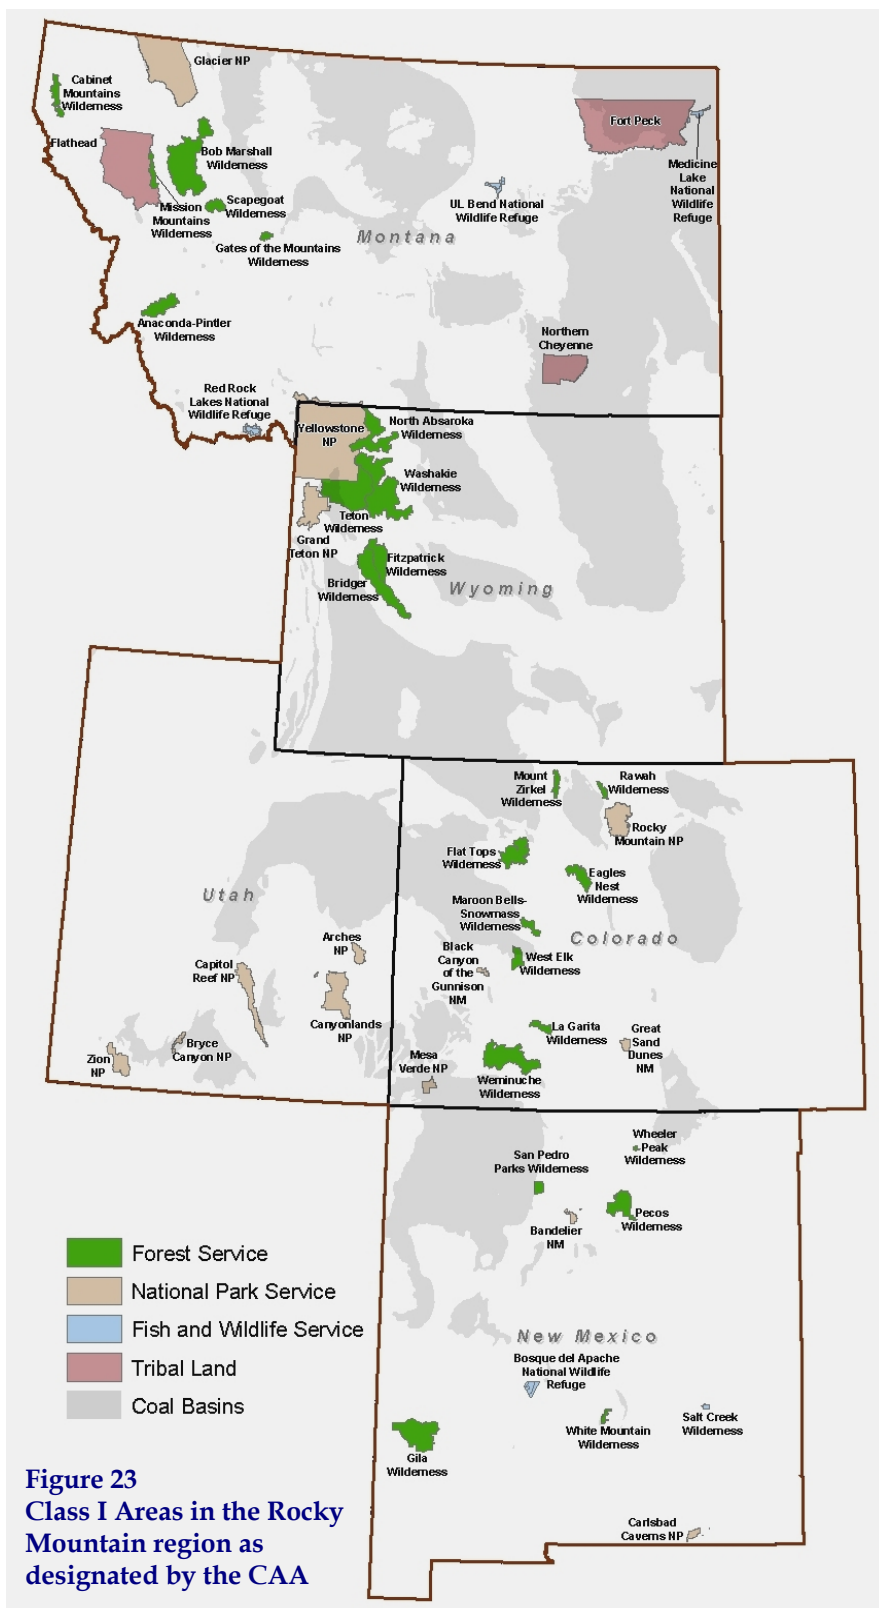 Glacier NP
Cabinet
Mountains
Wilderness
Flathead
Bob Marshall
Wilderness
Mission
Mountains
Wilderness
Scapegoat
Wilderness
Gates of the Mountains
Wilderness
Fort Peck
Medicine
Lake
National
Wildlife
Refuge
UL Bend National
Wildlife Refuge
Montana
Anaconda-Pintler
Wilderness
Northern
Cheyenne
Red Rock
Lakes National
Wildlife Refuge
Yellowstone
NP
North Absaroka
Wilderness
Washakie
Wilderness
Teton
Wilderness
Grand
Teton NP
Fitzpatrick
Wilderness
Bridger
Wilderness
Wyoming
Mount
Zirkel
Wilderness
Rawah
Wilderness
Rocky
Mountain NP
Flat Tops
Wilderness
Eagles
Nest
Wilderness
Maroon Bells-
Snowmass
Wilderness
Utah
Colorado
Arches
NP
Capitol
Reef NP
Black
Canyon
of the
Gunnison
NM
West Elk
Wilderness
Canyonlands
NP
La Garita
Wilderness
Great
Sand
Dunes
NM
Bryce
Canyon NP
Zion
NP
Mesa
Verde NP
Weminuche
Wilderness
Wheeler
Peak
Wilderness
San Pedro
Parks Wilderness
Pecos
Wilderness
Bandelier
NM
New Mexico
Bosque del Apache
National Wildlife
Refuge
White Mountain
Wilderness
Salt Creek
Wilderness
Gila
Wilderness
Carlsbad
Caverns NP
Forest Service
National Park Service
Fish and Wildlife Service
Tribal Land
Coal Basins
Figure 23
Class I Areas in the Rocky
Mountain region as
designated by the CAA